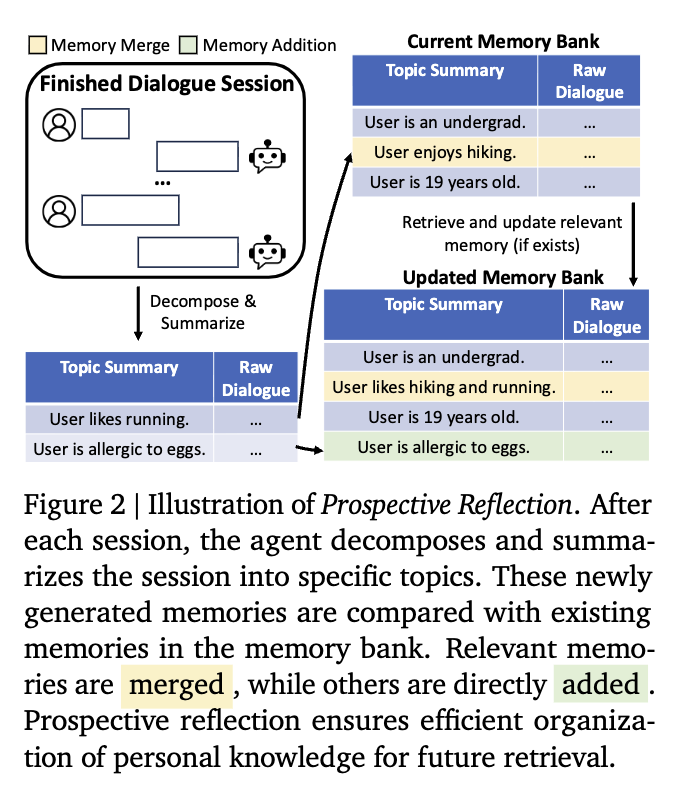 Memory Merge Memory Addition
Finished Dialogue Session
...
Decompose &
Summarize
Topic Summary Raw
Dialogue
User likes running. ...
User is allergic to eggs. ...
Current Memory Bank
Topic Summary Raw
Dialogue
User is an undergrad. ...
User enjoys hiking. ...
User is 19 years old. ...
Retrieve and update relevant
memory (if exists)
Updated Memory Bank
Topic Summary Raw
Dialogue
User is an undergrad. ...
User likes hiking and running. ...
User is 19 years old. ...
User is allergic to eggs. ...
Figure 2 | Illustration of Prospective Reflection. After
each session, the agent decomposes and summa-
rizes the session into specific topics. These newly
generated memories are compared with existing
memories in the memory bank. Relevant memo-
ries are merged, while others are directly added.
Prospective reflection ensures efficient organiza-
tion of personal knowledge for future retrieval.